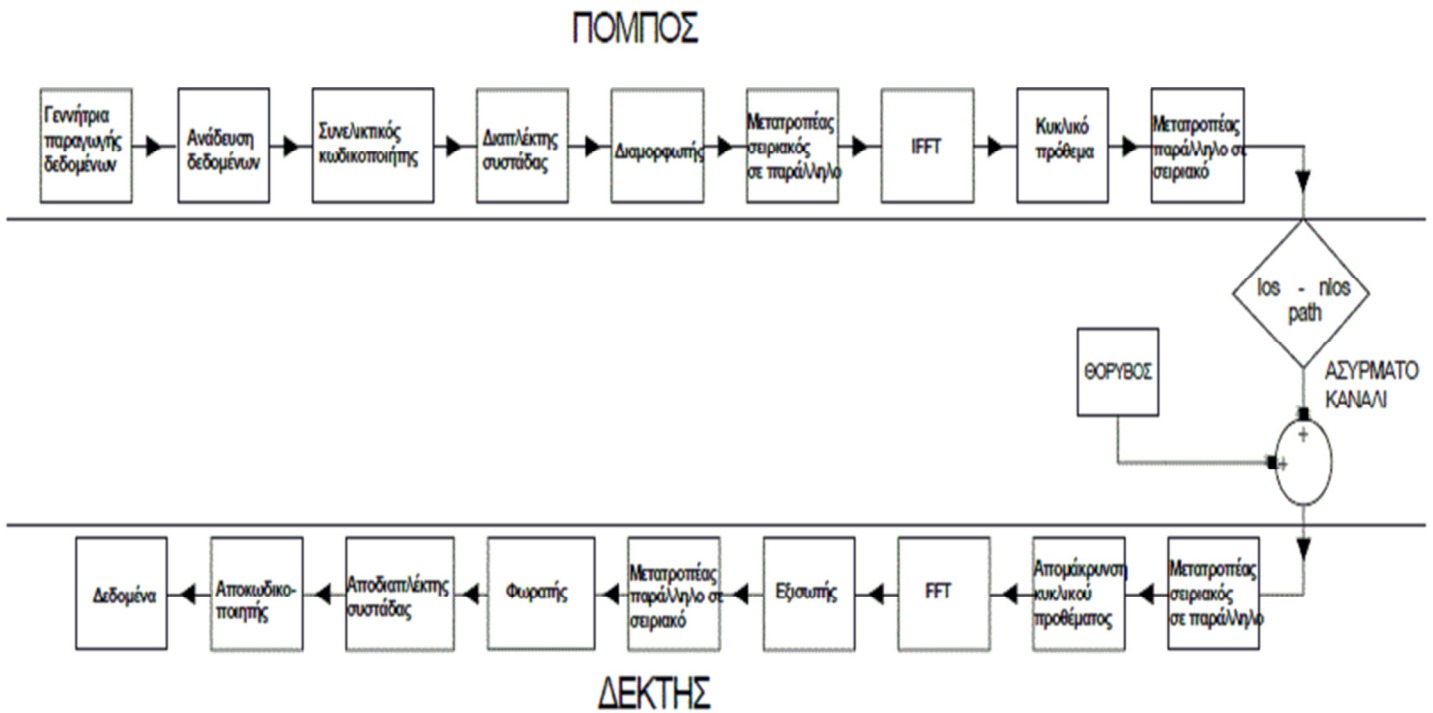 ΠΟΜΠΟΣ
Γεννήτρια
παραγωγής
δεδομένων
Ανάδευση
δεδομένων
Συνελικτικός
κωδικοποιητής
Διαπλέκτης
συστάδας
Διαμορφωτής
Μετατροπέας
σειριακός
σε παράλληλο
IFFT
Κυκλικό
πρόθεμα
Μετατροπέας
παράλληλο σε
σειριακό
los - nlos
path
ΘΟΡΥΒΟΣ
ΑΣΥΡΜΑΤΟ
ΚΑΝΑΛΙ
+
+
Δεδομένα
Αποκωδικο-
ποιητής
Αποδιαπλέκτης
συστάδας
Φωρατής
Μετατροπέας
παράλληλο σε
σειριακό
Εξισωτής
FFT
Απομάκρυνση
κυκλικού
προθέματος
Μετατροπέας
σειριακός
σε παράλληλο
ΔΕΚΤΗΣ